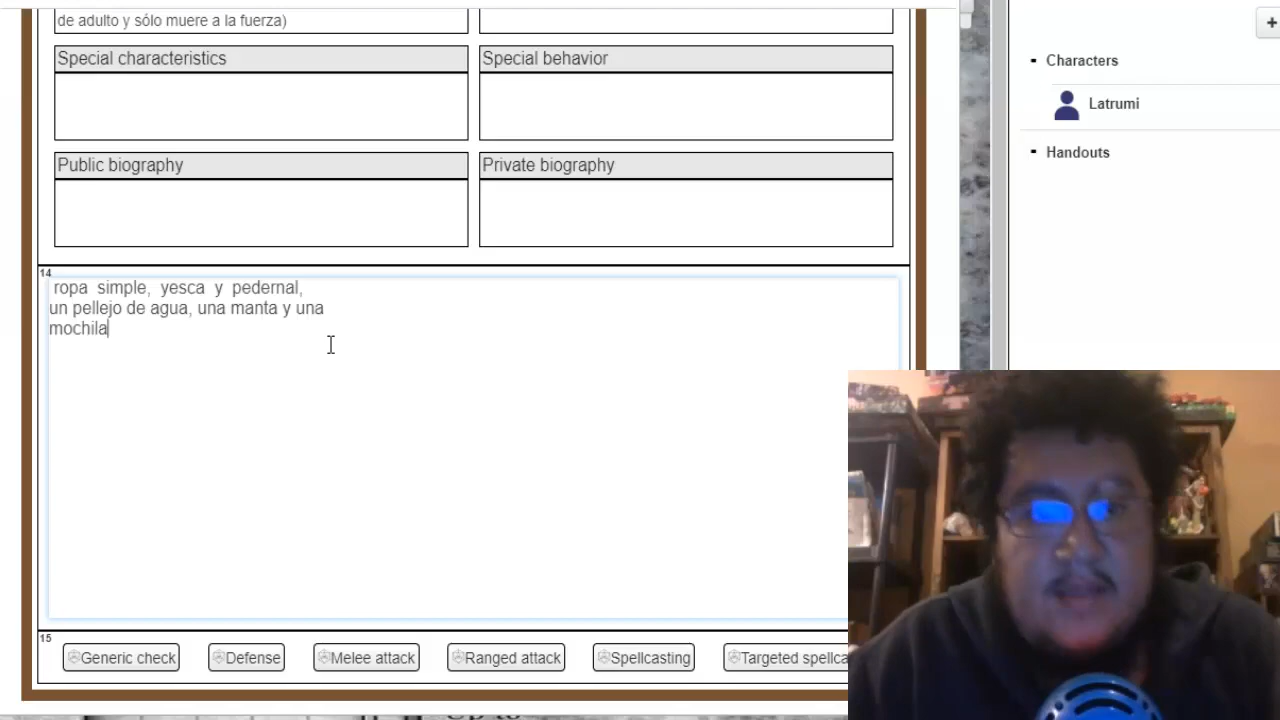 de adulto y sólo muere a la fuerza)
Special characteristics
Special behavior
Public biography
Private biography
14
ropa simple, yesca y pedernal,
un pellejo de agua, una manta y una
mochila
15
Generic check
Defense
Melee attack
Ranged attack
Spellcasting
Targeted spellca
+
Characters
Latrumi
Handouts